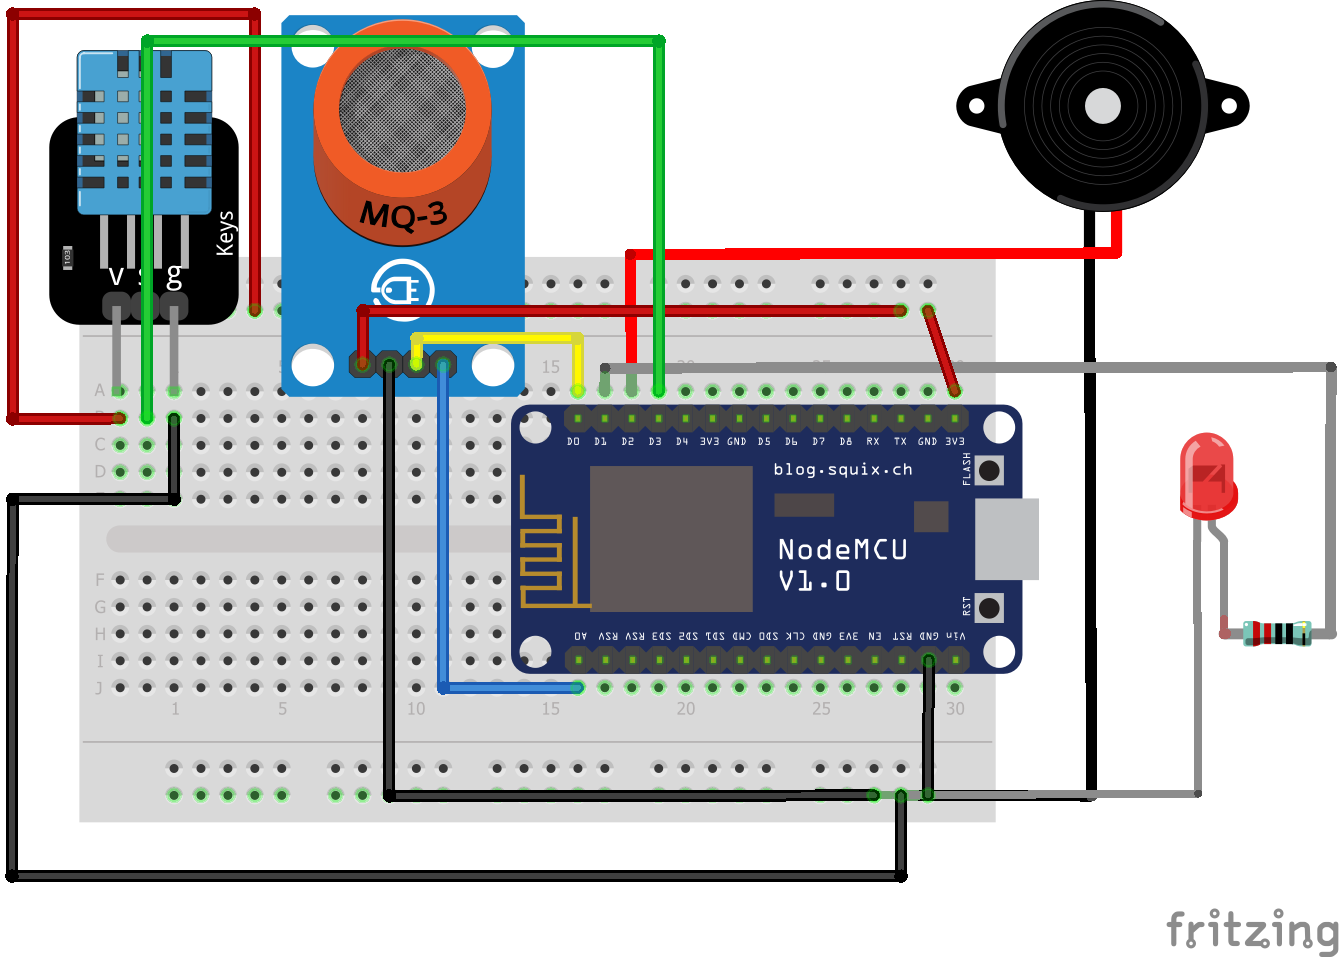 MQ-3
Keys
103
V
g
5
15
20
25
30
A
C
D
D0 D1 D2 D3 D4 3V3 GND D5 D6 D7 D8 RX TX GND 3V3
blog.squix.ch
FLASH
NodeMCU
V1.0
RST
F
G
H
I
J
A0 RSV RSV SD3 SD2 SD1 CMD SD0 CLK GND 3V3 EN RST GND Vin
1 5 10 15 20 25 30
fritzing